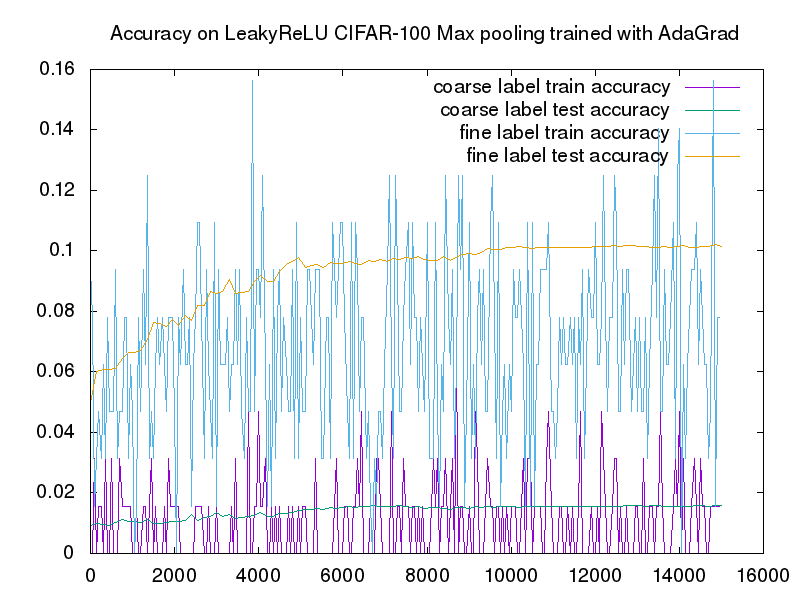 Accuracy on LeakyReLU CIFAR-100 Max pooling trained with AdaGrad
0.16
0.14
0.12
0.1
0.08
0.06
0.04
0.02
0
coarse label train accuracy
coarse label test accuracy
fine label train accuracy
fine label test accuracy
0 2000 4000 6000 8000 10000 12000 14000 16000